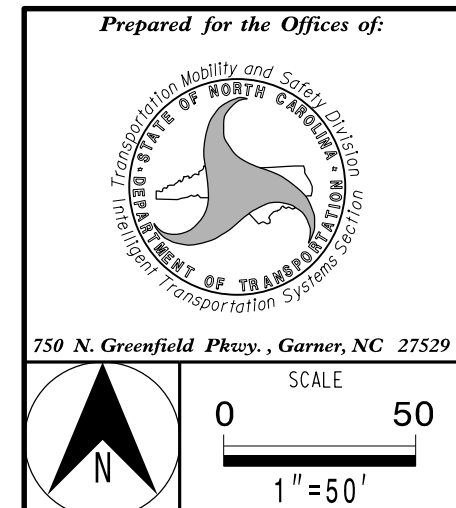 Prepared for the Offices of:
Transportation Mobility and Safety Division
STATE OF NORTH CAROLINA
DEPARTMENT OF TRANSPORTATION
Intelligent Transportation Systems Section
750 N. Greenfield Pkwy. , Garner, NC 27529
N
SCALE
0 50
1"=50'